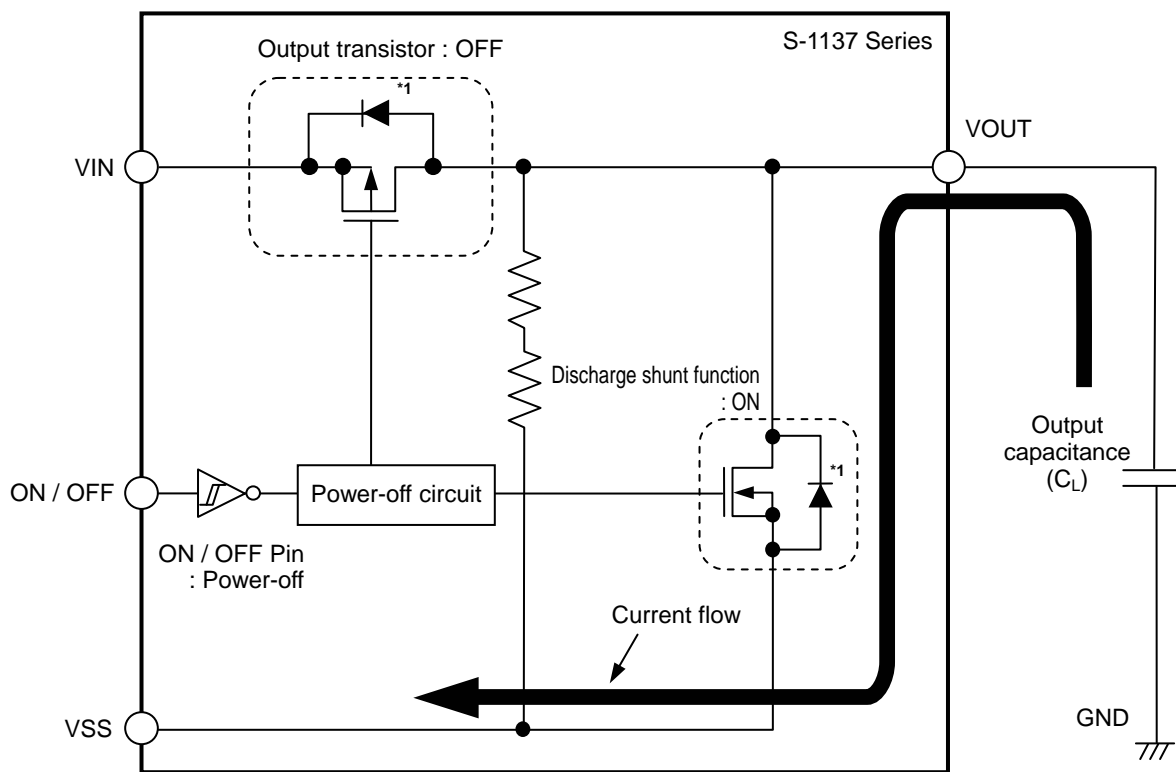 S-1137 Series
Output transistor : OFF
*1
VOUT
VIN
Discharge shunt function
: ON
Output
capacitance
(CL)
*1
ON / OFF
Power-off circuit
ON / OFF Pin
: Power-off
Current flow
GND
VSS